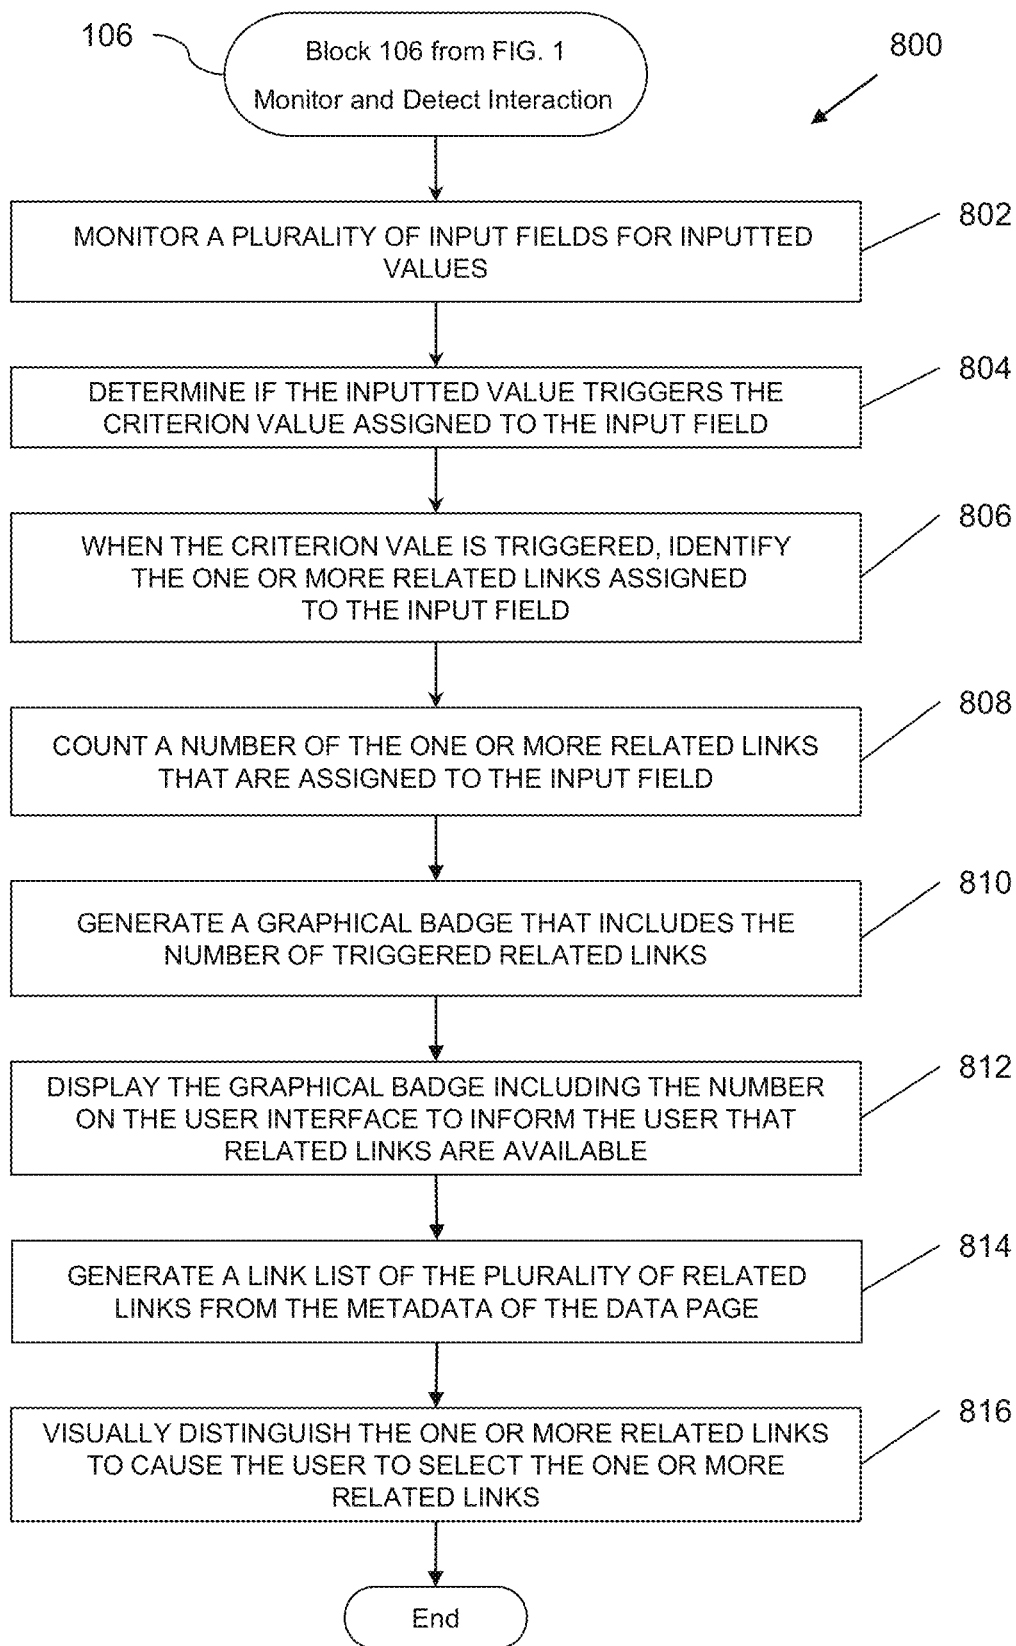 106
Block 106 from FIG. 1
Monitor and Detect Interaction
800
802
MONITOR A PLURALITY OF INPUT FIELDS FOR INPUTTED
VALUES
804
DETERMINE IF THE INPUTTED VALUE TRIGGERS THE
CRITERION VALUE ASSIGNED TO THE INPUT FIELD
806
WHEN THE CRITERION VALE IS TRIGGERED, IDENTIFY
THE ONE OR MORE RELATED LINKS ASSIGNED
TO THE INPUT FIELD
808
COUNT A NUMBER OF THE ONE OR MORE RELATED LINKS
THAT ARE ASSIGNED TO THE INPUT FIELD
810
GENERATE A GRAPHICAL BADGE THAT INCLUDES THE
NUMBER OF TRIGGERED RELATED LINKS
812
DISPLAY THE GRAPHICAL BADGE INCLUDING THE NUMBER
ON THE USER INTERFACE TO INFORM THE USER THAT
RELATED LINKS ARE AVAILABLE
814
GENERATE A LINK LIST OF THE PLURALITY OF RELATED
LINKS FROM THE METADATA OF THE DATA PAGE
816
VISUALLY DISTINGUISH THE ONE OR MORE RELATED LINKS
TO CAUSE THE USER TO SELECT THE ONE OR MORE
RELATED LINKS
End